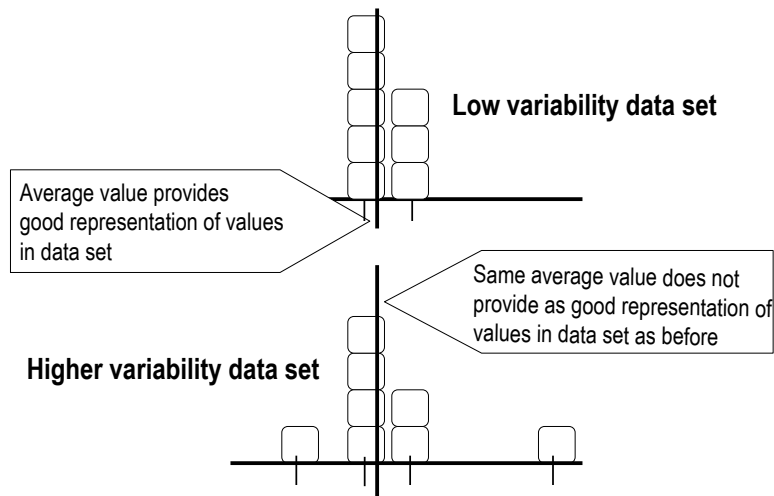 Low variability data set
Average value provides
good representation of values
in data set
Same average value does not
provide as good representation of
values in data set as before
Higher variability data set